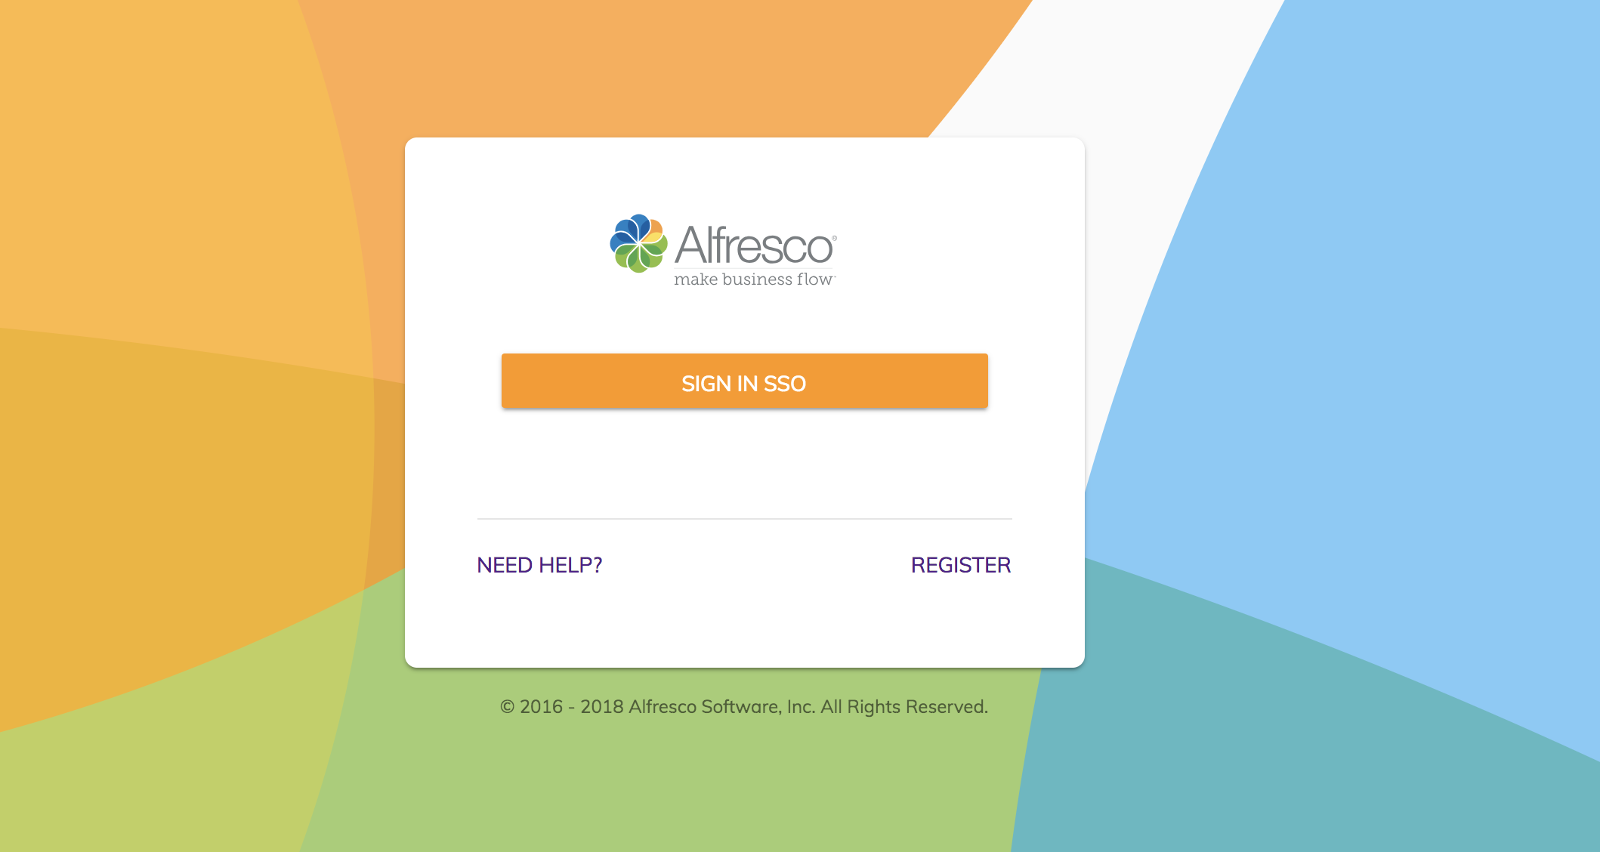 Alfresco®
make business flow™
SIGN IN SSO
NEED HELP?
REGISTER
© 2016 - 2018 Alfresco Software, Inc. All Rights Reserved.